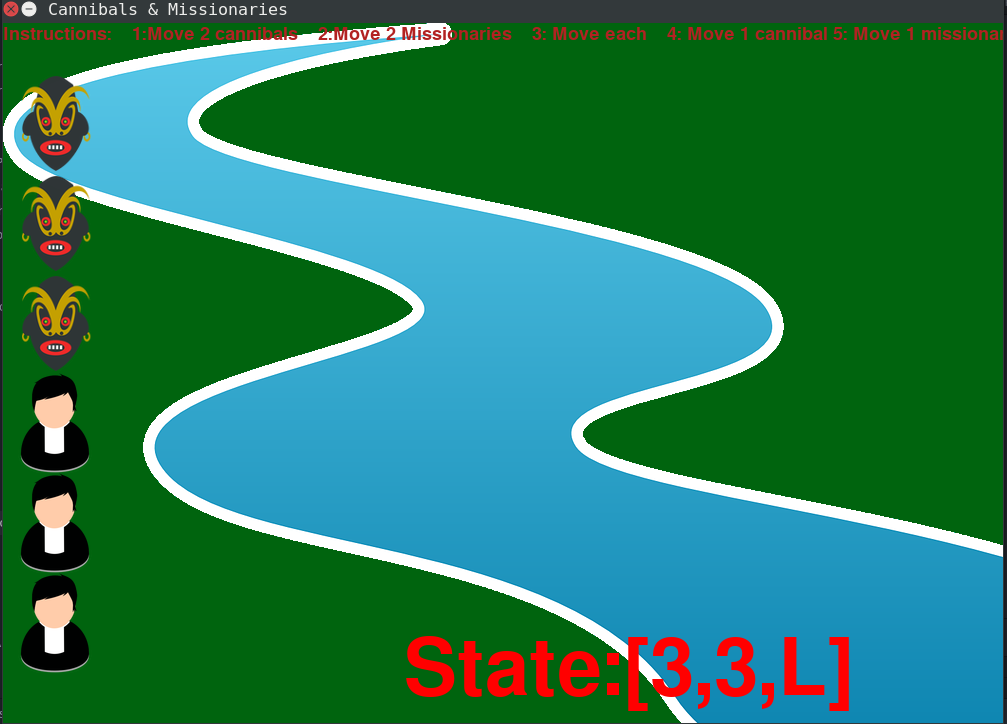 Cannibals & Missionaries
Instructions: 1:Move 2 cannibals 2:Move 2 Missionaries 3: Move each 4: Move 1 cannibal 5: Move 1 missionar
State:[3,3,L]